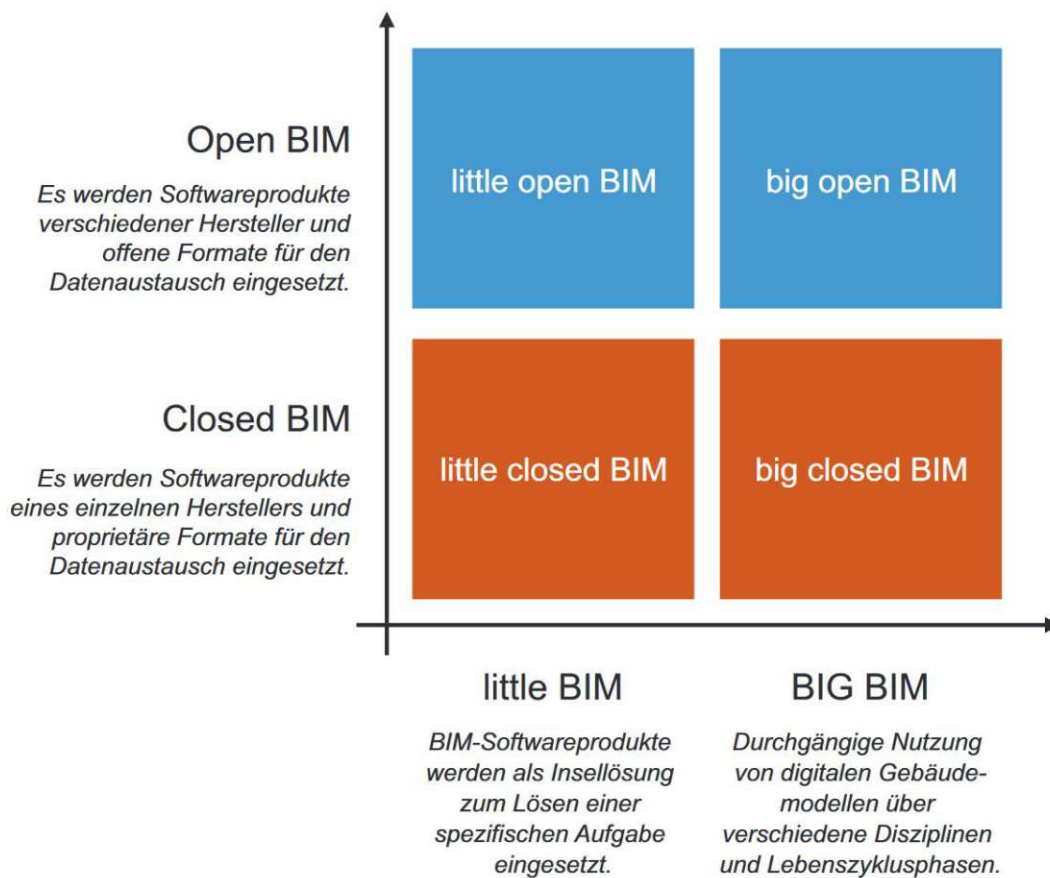 Open BIM
Es werden Softwareprodukte
verschiedener Hersteller und
offene Formate für den
Datenaustausch eingesetzt.
little open BIM
big open BIM
Closed BIM
Es werden Softwareprodukte
eines einzelnen Herstellers und
proprietäre Formate für den
Datenaustausch eingesetzt.
little closed BIM
big closed BIM
little BIM
BIM-Softwareprodukte
werden als Insellösung
zum Lösen einer
spezifischen Aufgabe
eingesetzt.
BIG BIM
Durchgängige Nutzung
von digitalen Gebäude-
modellen über
verschiedene Disziplinen
und Lebenszyklusphasen.